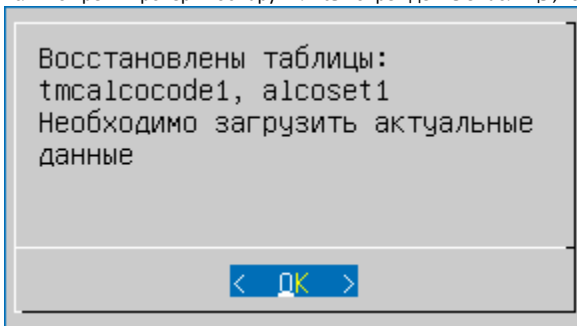 Восстановлены таблицы:
tmcalcocode1, alcoset1
Необходимо загрузить актуальные
данные
< OK >